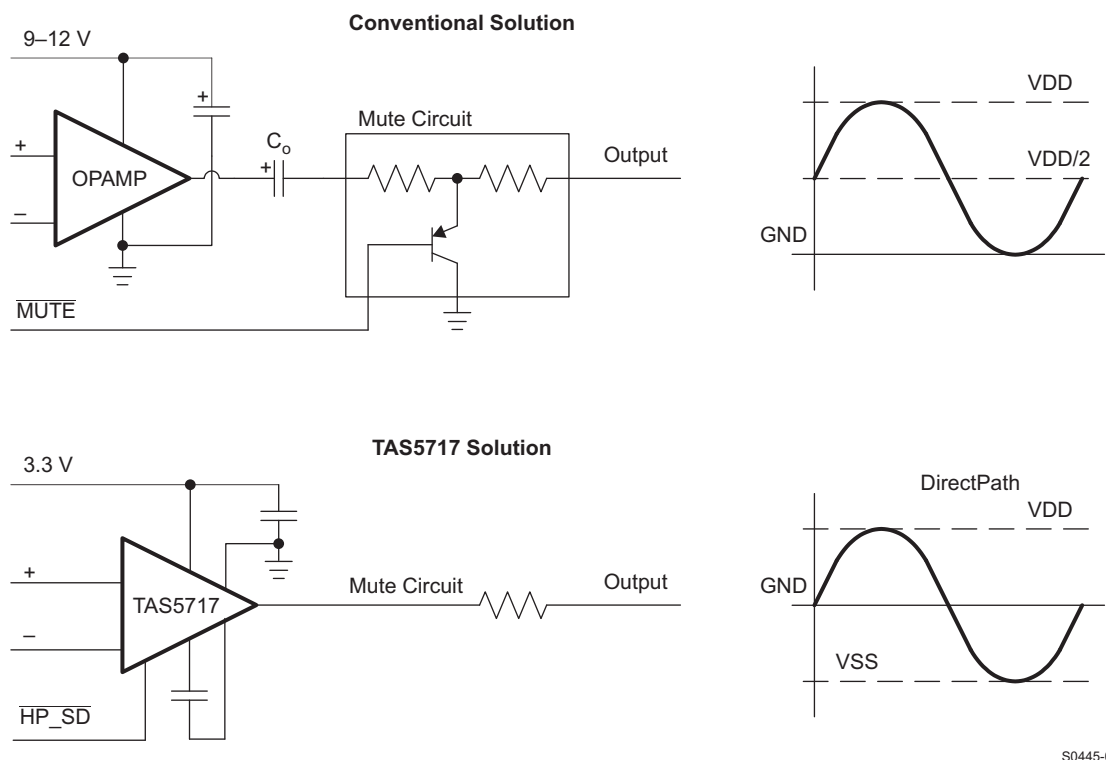 Conventional Solution
9–12 V
+
+
–
OPAMP
+
Co
Mute Circuit
Output
MUTE
VDD
VDD/2
GND
TAS5717 Solution
3.3 V
+
–
TAS5717
Mute Circuit
Output
HP_SD
DirectPath
VDD
GND
VSS